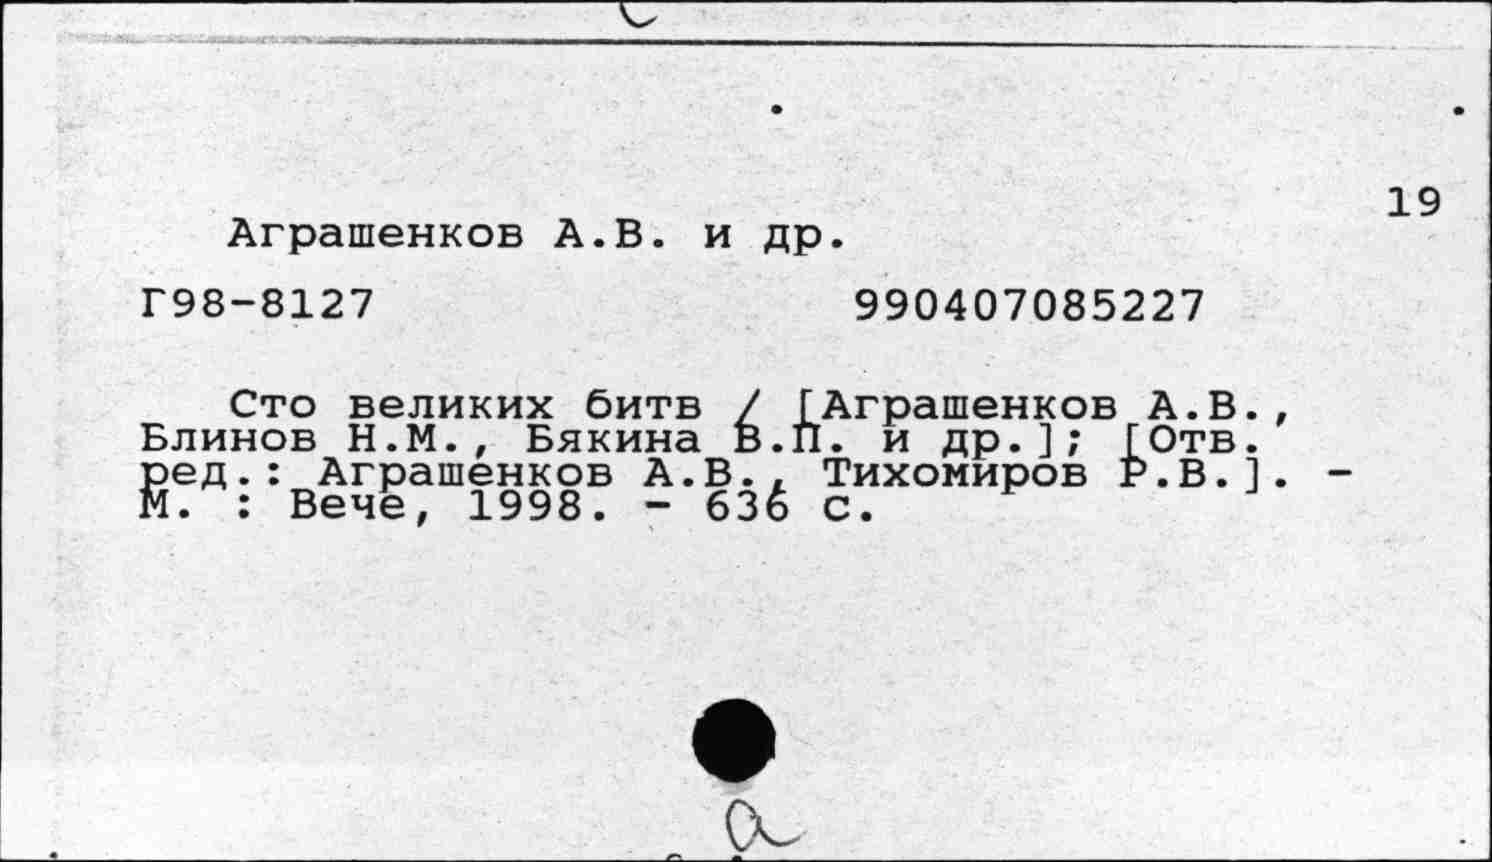 19
Аграшенков А.В. и др.
Г98-8127 990407085227
Сто великих битв / [Аграшенков А.В.,
Блинов Н.М., Бякина В.П. и др.]; [Отв.
ред.: Аграшенков А.В., Тихомиров Р.В.]. -
М. : Вече, 1998. - 636 с.
а